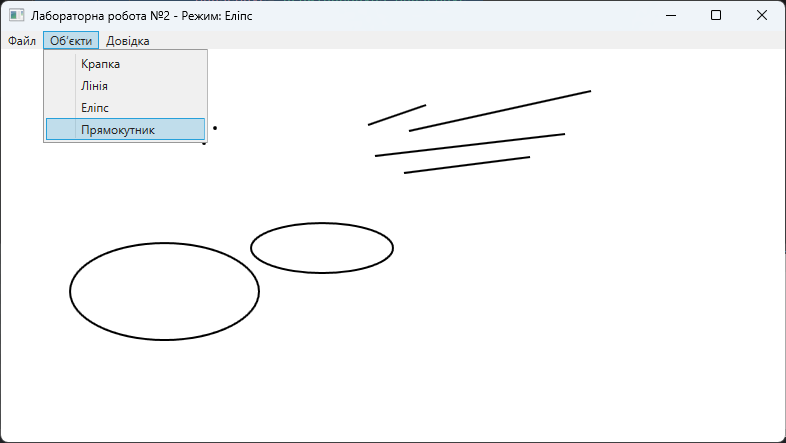 Лабораторна робота №2 - Режим: Еліпс
Файл Об'єкти Довідка
Крапка
Лінія
Еліпс
Прямокутник